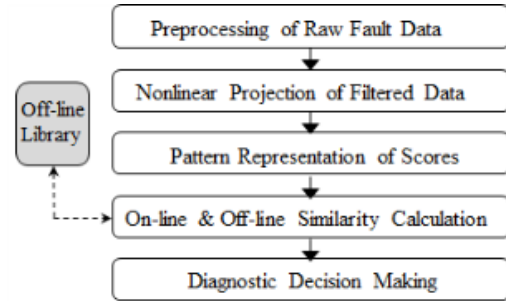 Preprocessing of Raw Fault Data
Nonlinear Projection of Filtered Data
Off-line
Library
Pattern Representation of Scores
On-line & Off-line Similarity Calculation
Diagnostic Decision Making